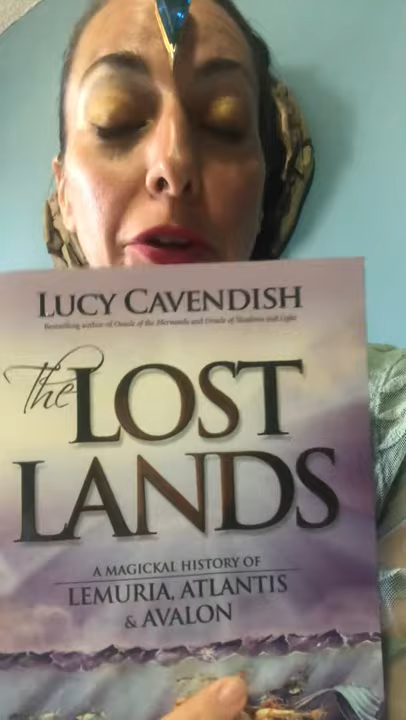 LUCY CAVENDISH
Bestselling author of Oracle of the Mermaids and Oracle of Shadows and Light
The LOST
LANDS
A MAGICKAL HISTORY OF
LEMURIA, ATLANTIS
& AVALON